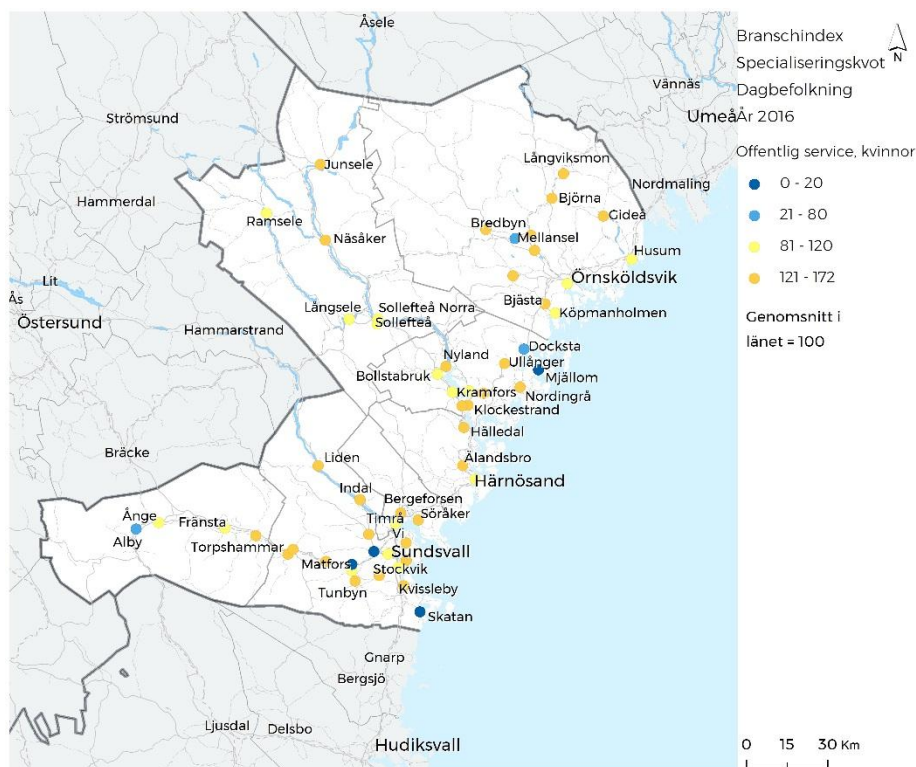 Åsele
Branschindex
N
Specialiseringskvot
Vännäs
Dagbefolkning
Strömsund
Umeå
År 2016
Långviksmon
Offentlig service, kvinnor
Junsele
Nordmaling
0 - 20
Hammerdal
Björna
Bredbyn
Gideå
21 - 80
Ramsele
Näsåker
Mellansel
81 - 120
Husum
Lit
Örnsköldsvik
121 - 172
Ås
Långsele
Sollefteå Norra
Bjästa
Köpmanholmen
Genomsnitt i
Östersund
Sollefteå
Hammarstrand
Docksta
länet = 100
Nyland
Ullånger
Bollstabruk
Mjällom
Kramfors
Nordingrå
Klockestrand
Hälledal
Bräcke
Liden
Älandsbro
Härnösand
Indal
Bergeforsen
Ånge
Fränsta
Timrå
Söråker
Alby
Vi
Torpshammar
Sundsvall
Matfors
Stockvik
Tunbyn
Kvissleby
Skatan
Gnarp
Bergsjö
Ljusdal
Delsbo
Hudiksvall
0 15 30 Km